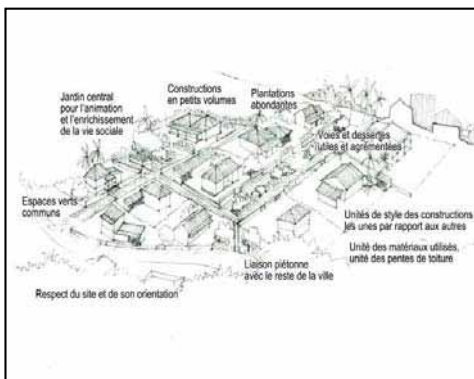 Jardin central
pour l'animation
et l'enrichissement
de la vie sociale
Constructions
en petits volumes
Plantations
abondantes
Voies et dessertes
utiles et agrémentées
Espaces verts
communs
Unités de style des constructions
les unes par rapport aux autres
Unité des matériaux utilisés,
unité des pentes de toiture
Liaison piétonne
avec le reste de la ville
Respect du site et de son orientation